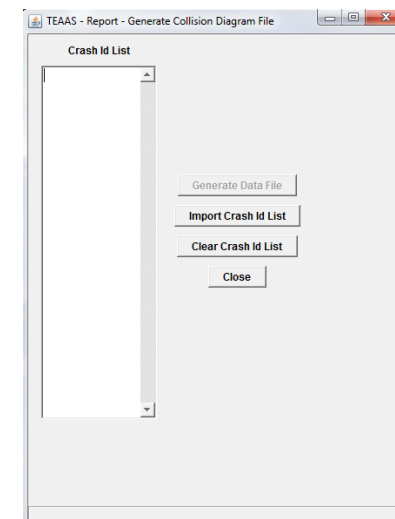 TEAAS - Report - Generate Collision Diagram File
Crash Id List
Generate Data File
Import Crash Id List
Clear Crash Id List
Close